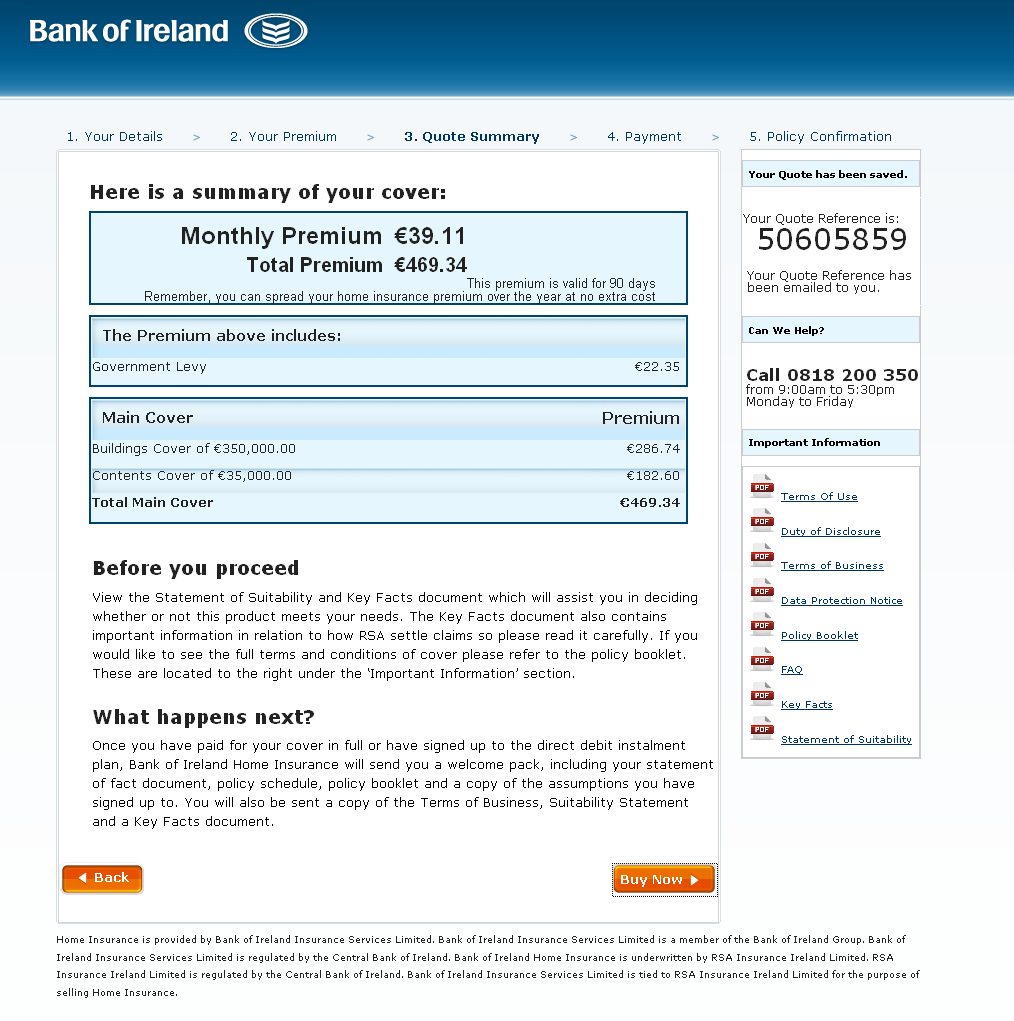 Bank of Ireland
1. Your Details > 2. Your Premium > 3. Quote Summary > 4. Payment > 5. Policy Confirmation
Here is a summary of your cover:
Monthly Premium €39.11
Total Premium €469.34
This premium is valid for 90 days
Remember, you can spread your home insurance premium over the year at no extra cost
The Premium above includes:
Government Levy €22.35
Main Cover Premium
Buildings Cover of €350,000.00 €286.74
Contents Cover of €35,000.00 €182.60
Total Main Cover €469.34
Before you proceed
View the Statement of Suitability and Key Facts document which will assist you in deciding
whether or not this product meets your needs. The Key Facts document also contains
important information in relation to how RSA settle claims so please read it carefully. If you
would like to see the full terms and conditions of cover please refer to the policy booklet.
These are located to the right under the ‘Important Information’ section.
What happens next?
Once you have paid for your cover in full or have signed up to the direct debit instalment
plan, Bank of Ireland Home Insurance will send you a welcome pack, including your statement
of fact document, policy schedule, policy booklet and a copy of the assumptions you have
signed up to. You will also be sent a copy of the Terms of Business, Suitability Statement
and a Key Facts document.
Back
Buy Now
Your Quote has been saved.
Your Quote Reference is:
50605859
Your Quote Reference has
been emailed to you.
Can We Help?
Call 0818 200 350
from 9:00am to 5:30pm
Monday to Friday
Important Information
PDF Terms Of Use
PDF Duty of Disclosure
PDF Terms of Business
PDF Data Protection Notice
PDF Policy Booklet
PDF FAQ
PDF Key Facts
PDF Statement of Suitability
Home Insurance is provided by Bank of Ireland Insurance Services Limited. Bank of Ireland Insurance Services Limited is a member of the Bank of Ireland Group. Bank of
Ireland Insurance Services Limited is regulated by the Central Bank of Ireland. Bank of Ireland Home Insurance is underwritten by RSA Insurance Ireland Limited. RSA
Insurance Ireland Limited is regulated by the Central Bank of Ireland. Bank of Ireland Insurance Services Limited is tied to RSA Insurance Ireland Limited for the purpose of
selling Home Insurance.